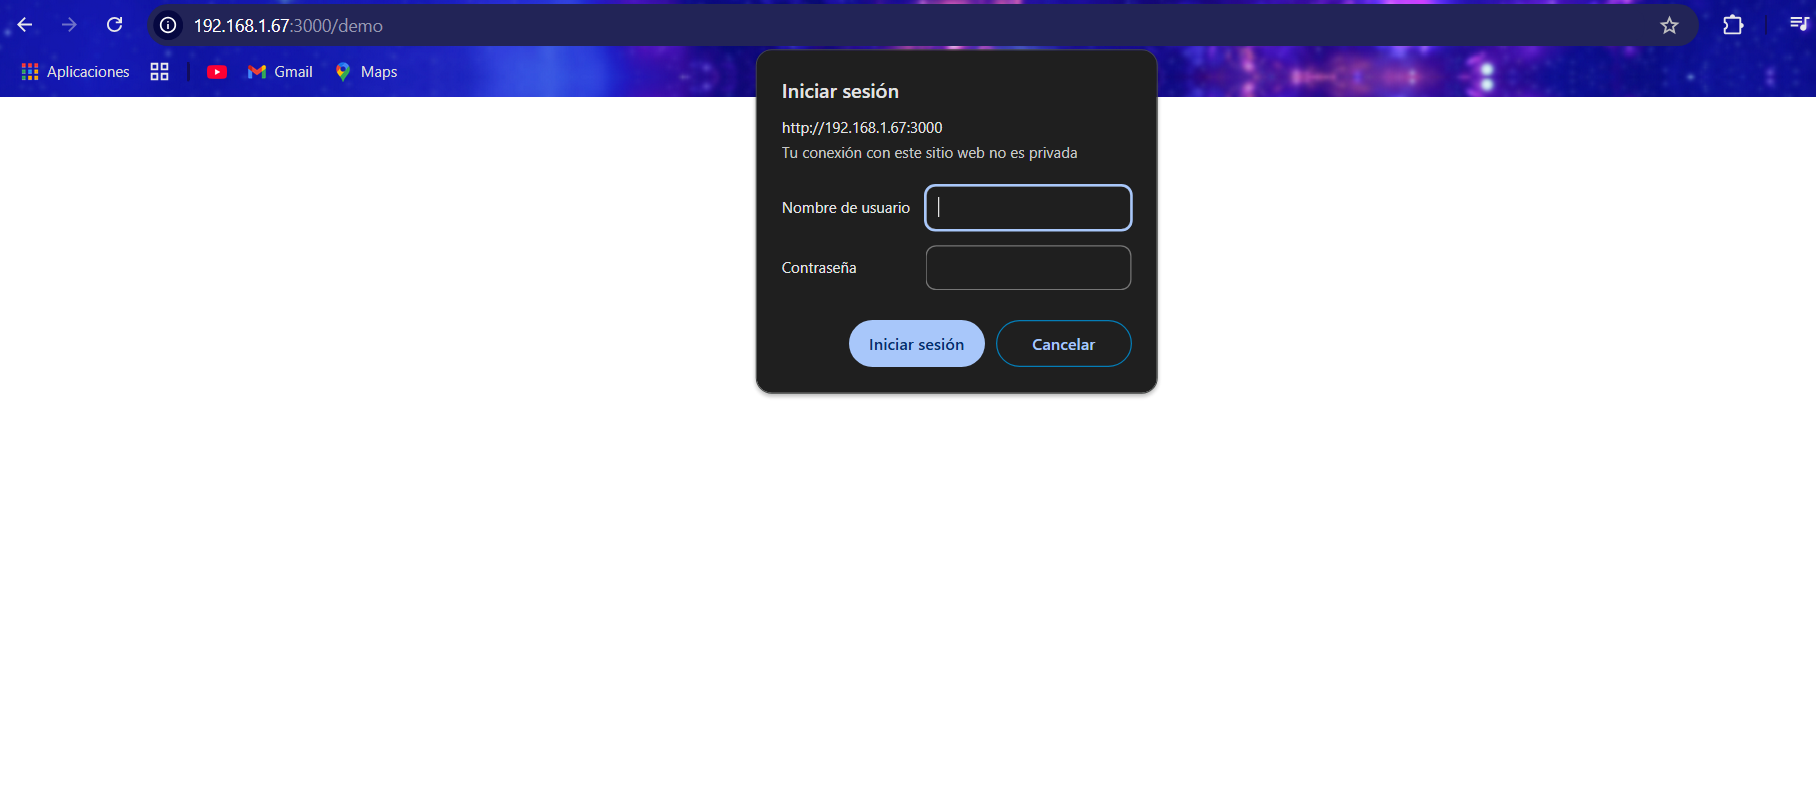 192.168.1.67:3000/demo
Aplicaciones
Gmail
Maps
Iniciar sesión
http://192.168.1.67:3000
Tu conexión con este sitio web no es privada
Nombre de usuario
Contraseña
Iniciar sesión
Cancelar